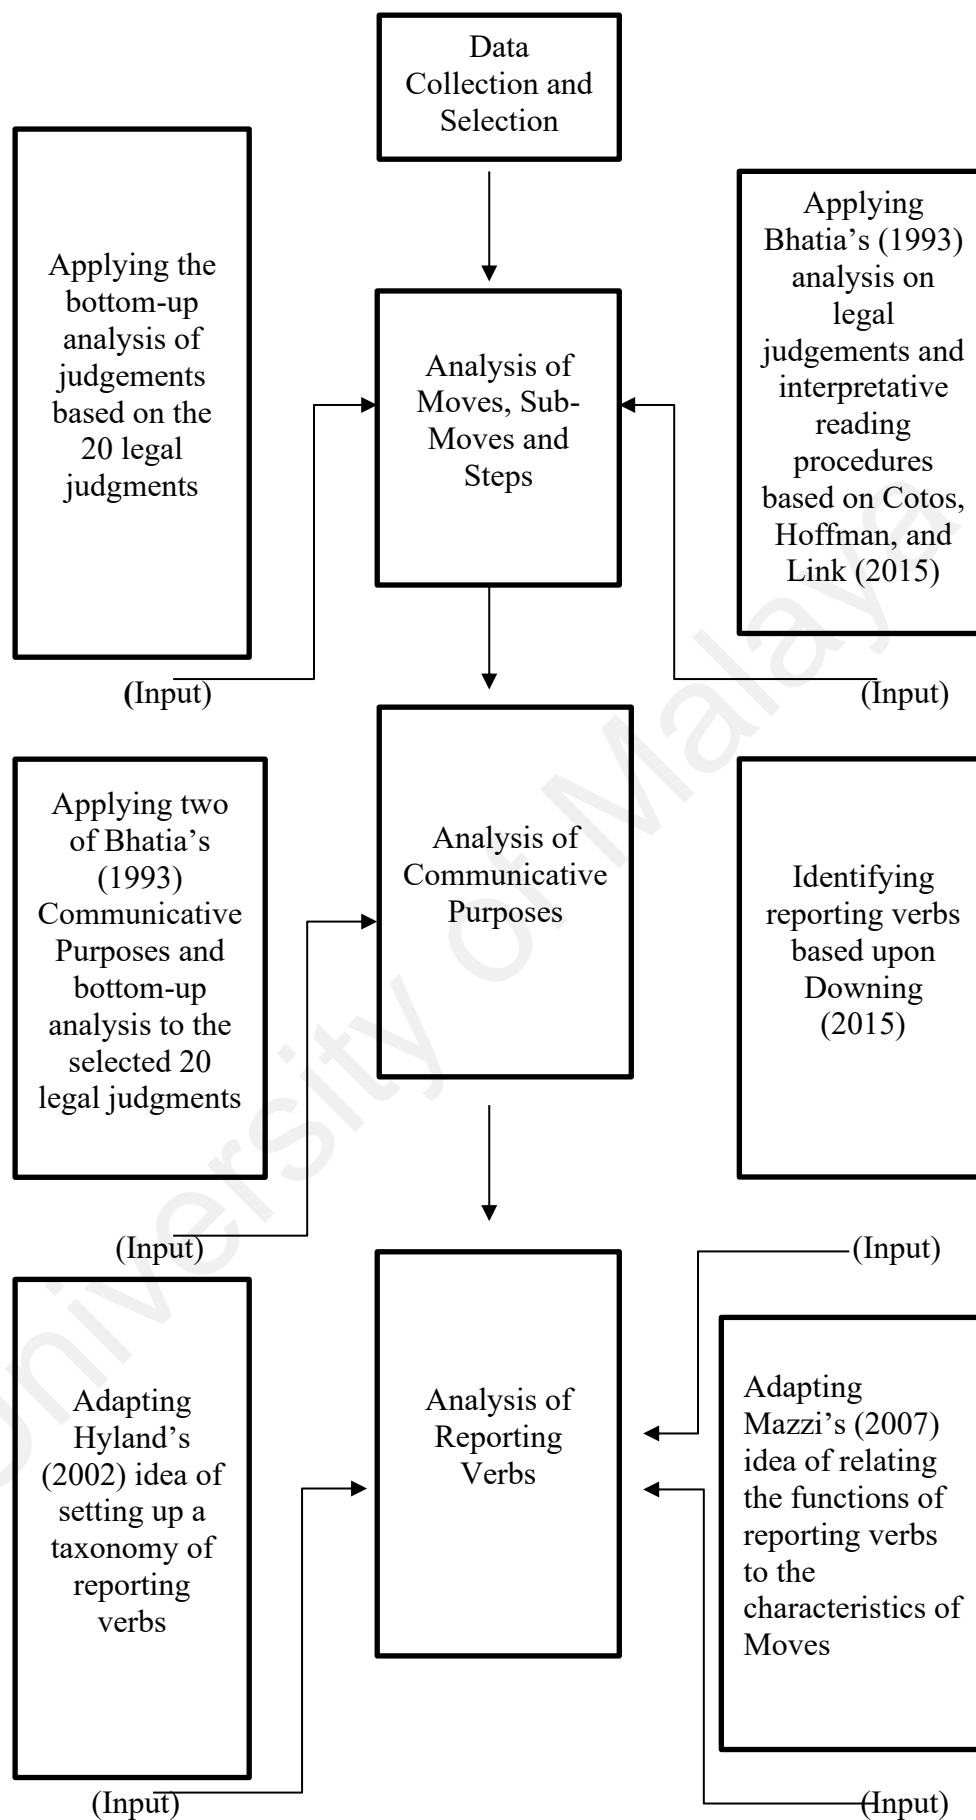 Data
Collection and
Selection
Applying the
bottom-up
analysis of
judgements
based on the
20 legal
judgments
(Input)
Analysis of
Moves, Sub-
Moves and
Steps
Applying
Bhatia’s (1993)
analysis on
legal
judgements and
interpretative
reading
procedures
based on Cotos,
Hoffman, and
Link (2015)
(Input)
Applying two
of Bhatia’s
(1993)
Communicative
Purposes and
bottom-up
analysis to the
selected 20
legal judgments
(Input)
Analysis of
Communicative
Purposes
Identifying
reporting verbs
based upon
Downing
(2015)
(Input)
Adapting
Hyland’s
(2002) idea of
setting up a
taxonomy of
reporting
verbs
(Input)
Analysis of
Reporting
Verbs
Adapting
Mazzi’s (2007)
idea of relating
the functions of
reporting verbs
to the
characteristics of
Moves
(Input)
University of Malaya